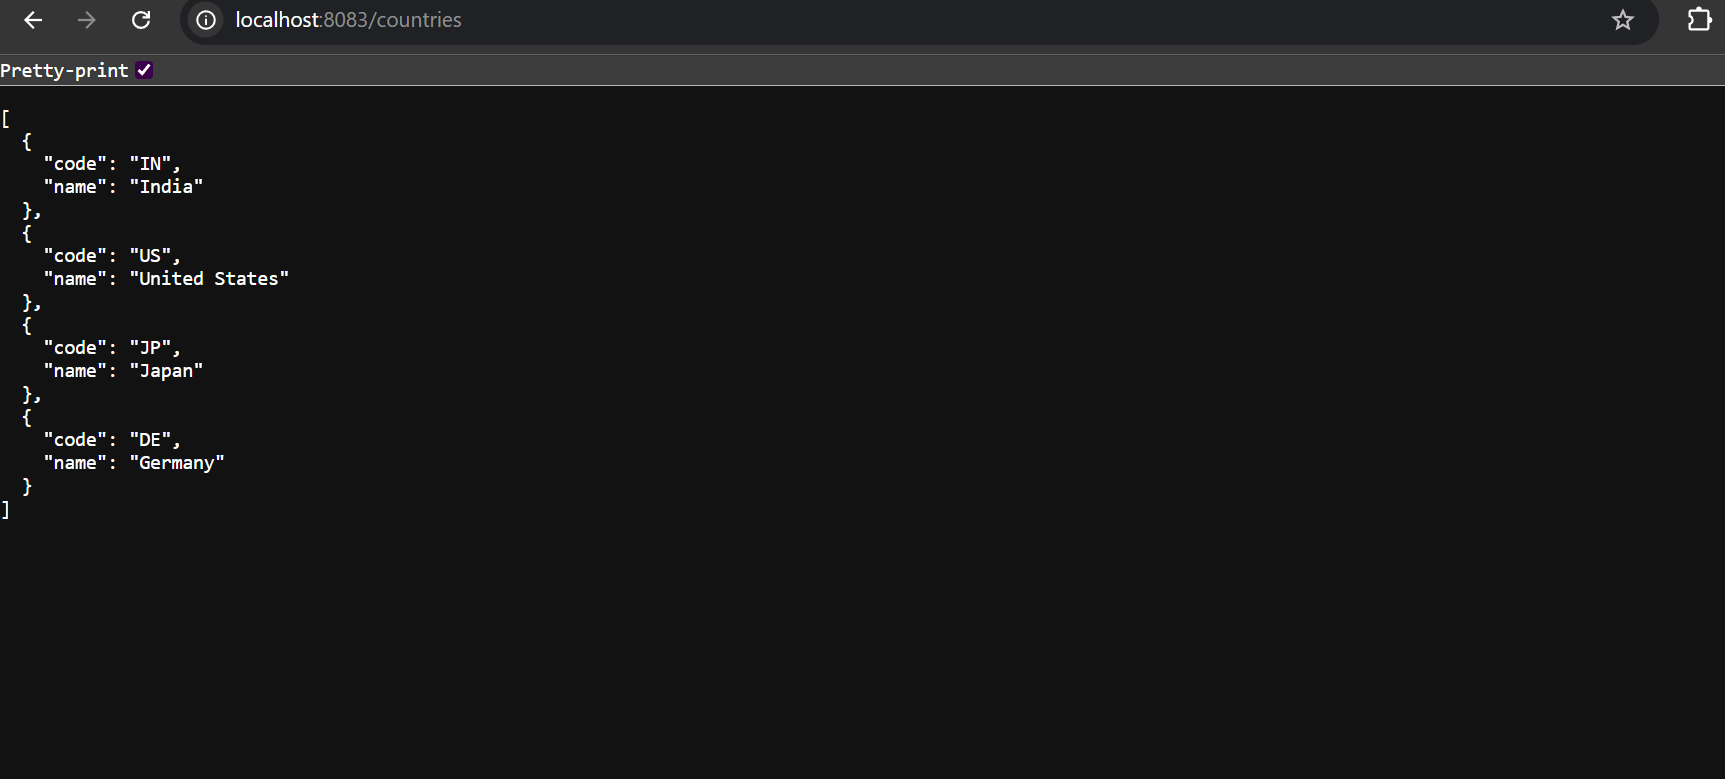 localhost:8083/countries
Pretty-print
[
  {
    "code": "IN",
    "name": "India"
  },
  {
    "code": "US",
    "name": "United States"
  },
  {
    "code": "JP",
    "name": "Japan"
  },
  {
    "code": "DE",
    "name": "Germany"
  }
]